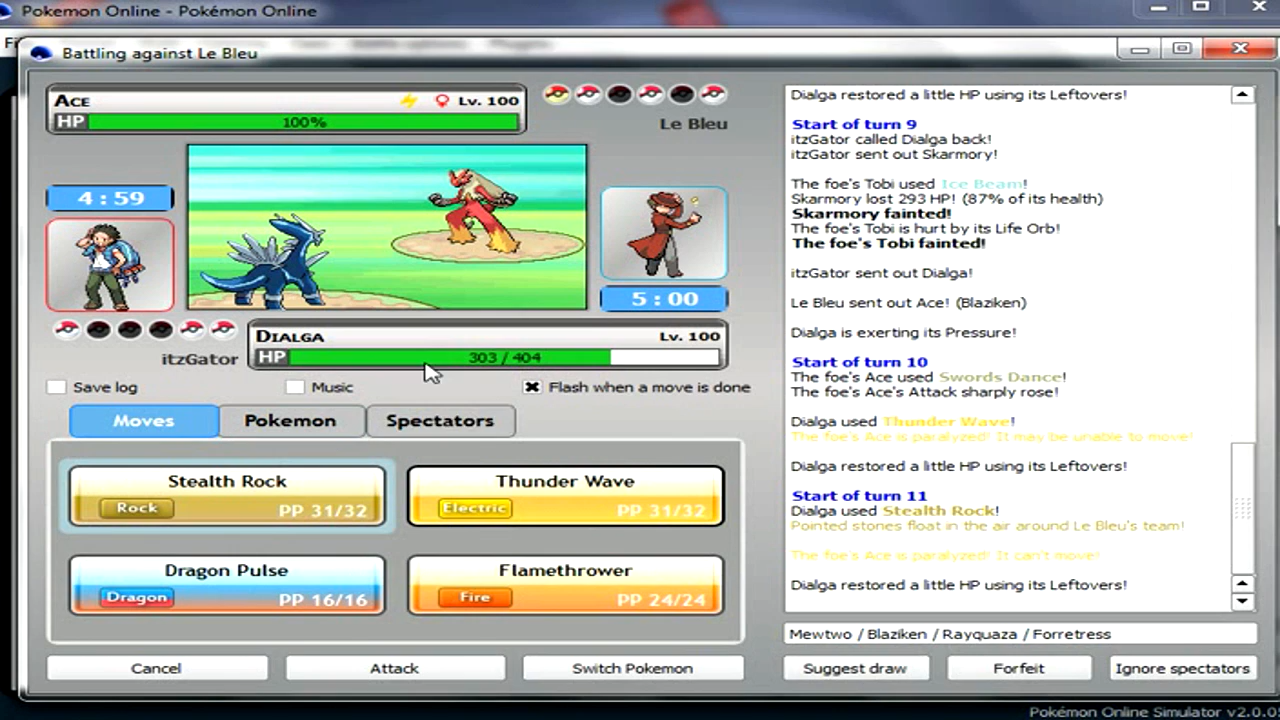 Pokemon Online - Pokémon Online
Battling against Le Bleu
ACE Lv. 100
HP 100%
Le Bleu
4:59
5:00
DIALGA Lv. 100
HP 303 / 404
itzGator
Save log
Music
Flash when a move is done
Moves
Pokemon
Spectators
Stealth Rock
Rock PP 31/32
Thunder Wave
Electric PP 31/32
Dragon Pulse
Dragon PP 16/16
Flamethrower
Fire PP 24/24
Cancel
Attack
Switch Pokemon
Dialga restored a little HP using its Leftovers!
Start of turn 9
itzGator called Dialga back!
itzGator sent out Skarmory!
The foe's Tobi used Ice Beam!
Skarmory lost 293 HP! (87% of its health)
Skarmory fainted!
The foe's Tobi is hurt by its Life Orb!
The foe's Tobi fainted!
itzGator sent out Dialga!
Le Bleu sent out Ace! (Blaziken)
Dialga is exerting its Pressure!
Start of turn 10
The foe's Ace used Swords Dance!
The foe's Ace's Attack sharply rose!
Dialga used Thunder Wave!
The foe's Ace is paralyzed! It may be unable to move!
Dialga restored a little HP using its Leftovers!
Start of turn 11
Dialga used Stealth Rock!
Pointed stones float in the air around Le Bleu's team!
The foe's Ace is paralyzed! It can't move!
Dialga restored a little HP using its Leftovers!
Mewtwo / Blaziken / Rayquaza / Forretress
Suggest draw
Forfeit
Ignore spectators
Pokémon Online Simulator v2.0.05